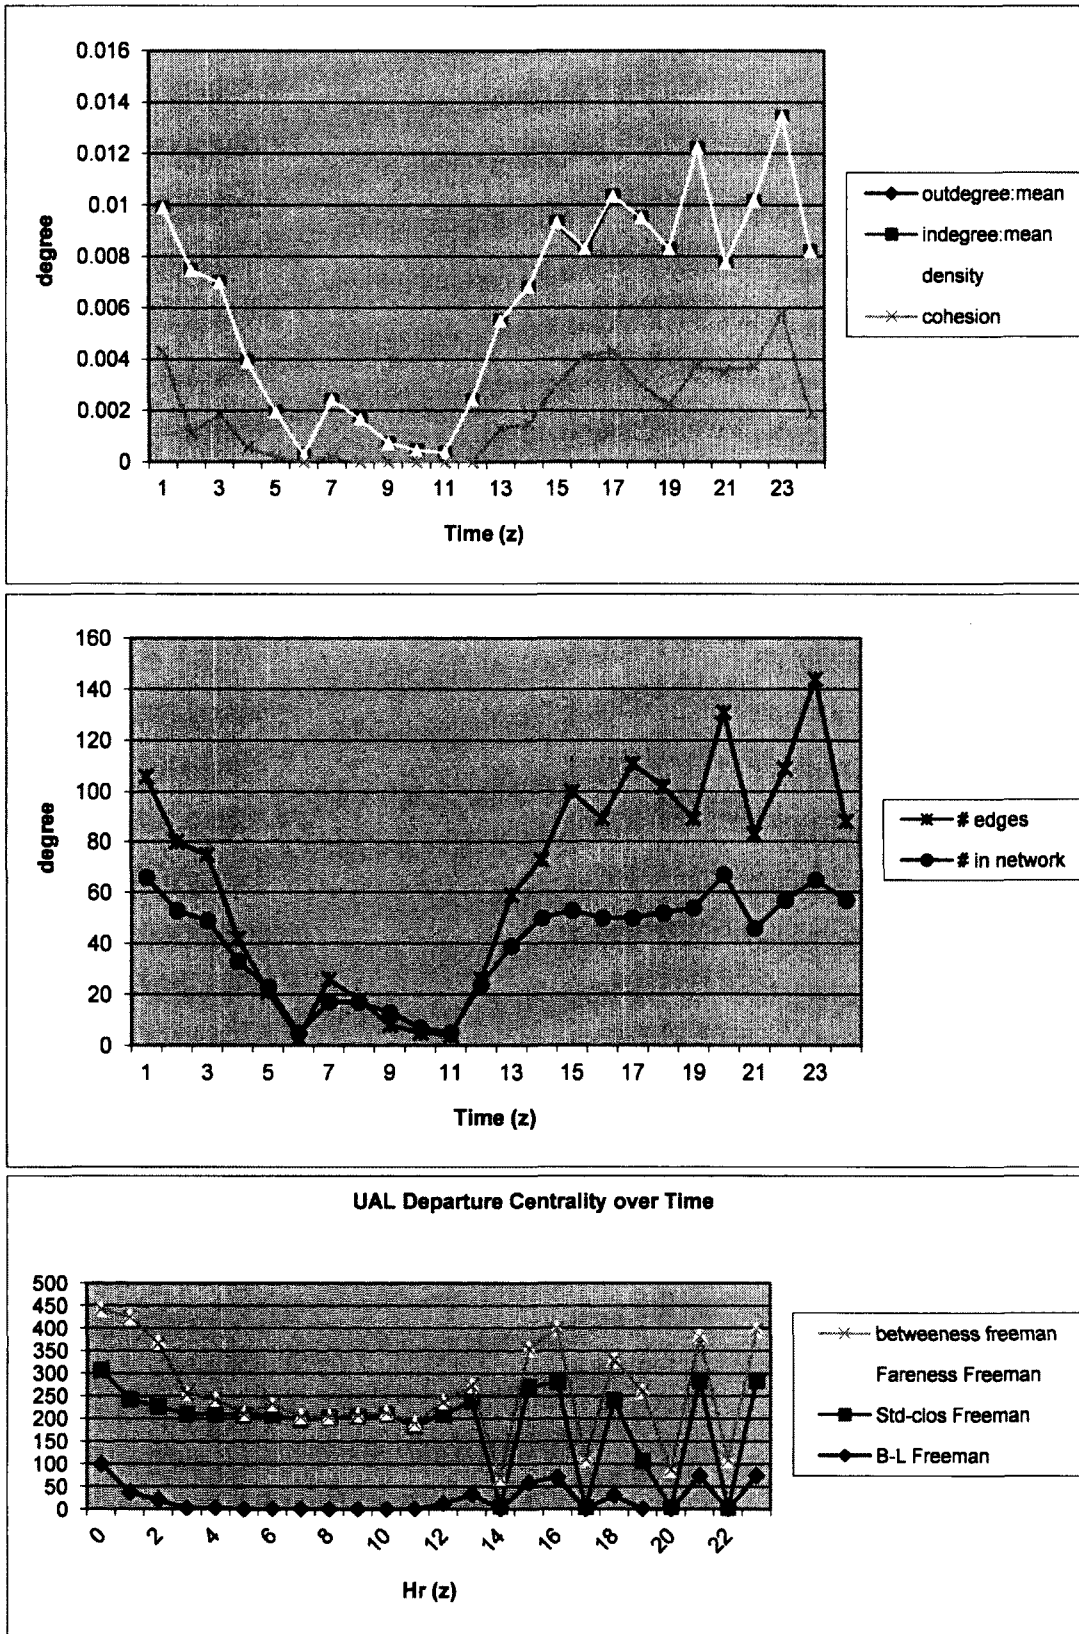 0.016
0.014
0.012
0.01
0.008
0.006
0.004
0.002
0
degree
1 3 5 7 9 11 13 15 17 19 21 23
Time (z)
outdegree:mean
indegree:mean
density
cohesion
160
140
120
100
80
60
40
20
0
degree
1 3 5 7 9 11 13 15 17 19 21 23
Time (z)
# edges
# in network
UAL Departure Centrality over Time
500
450
400
350
300
250
200
150
100
50
0
0 2 4 6 8 10 12 14 16 18 20 22
Hr (z)
betweeness freeman
Fareness Freeman
Std-clos Freeman
B-L Freeman